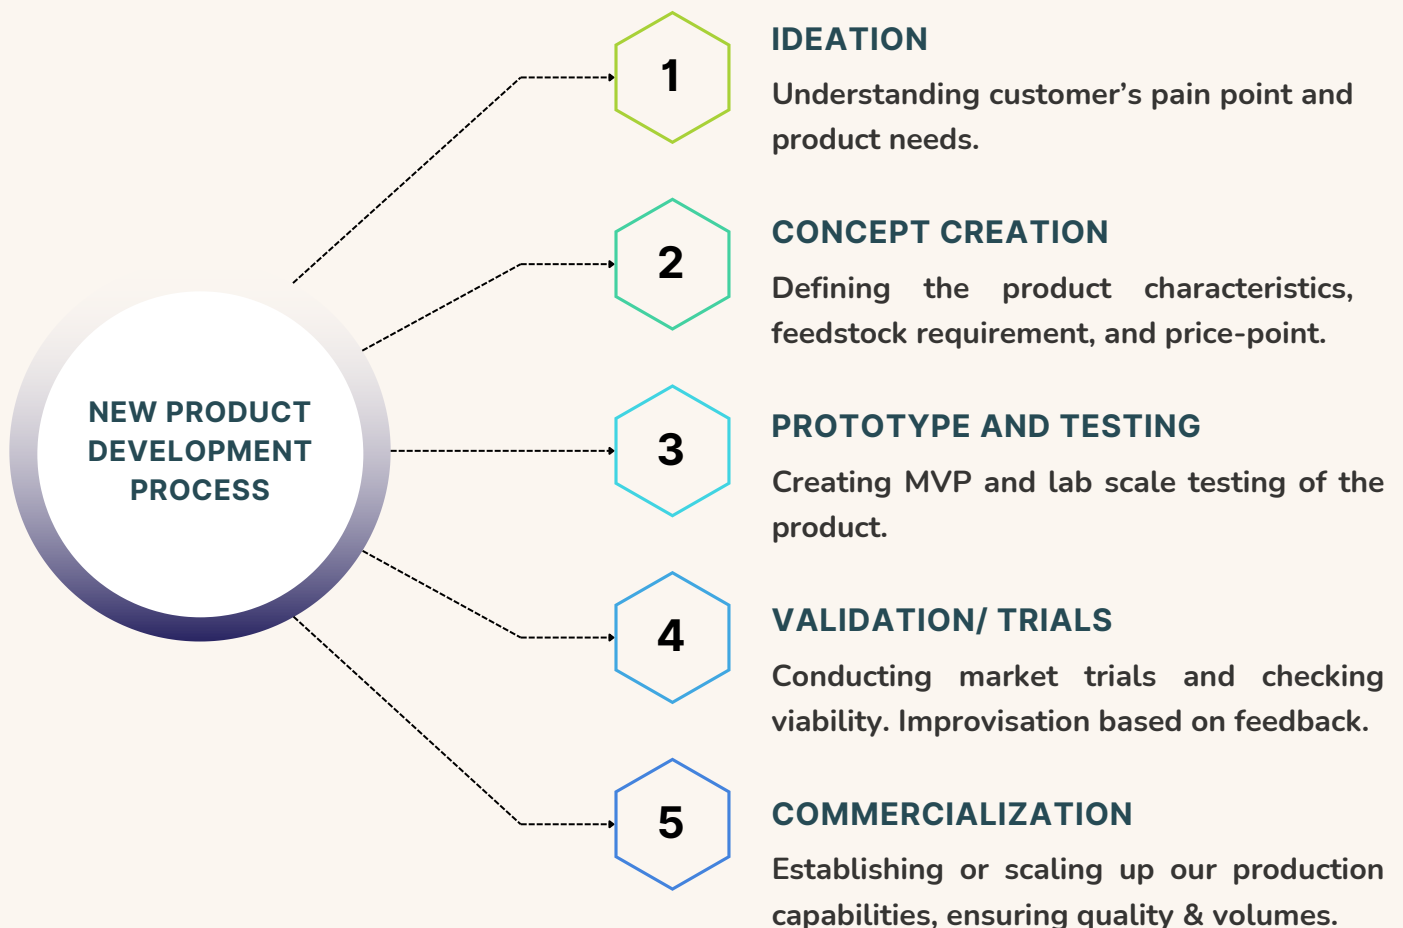 NEW PRODUCT
DEVELOPMENT
PROCESS
1
IDEATION
Understanding customer’s pain point and
product needs.
2
CONCEPT CREATION
Defining the product characteristics,
feedstock requirement, and price-point.
3
PROTOTYPE AND TESTING
Creating MVP and lab scale testing of the
product.
4
VALIDATION/ TRIALS
Conducting market trials and checking
viability. Improvisation based on feedback.
5
COMMERCIALIZATION
Establishing or scaling up our production
capabilities, ensuring quality & volumes.